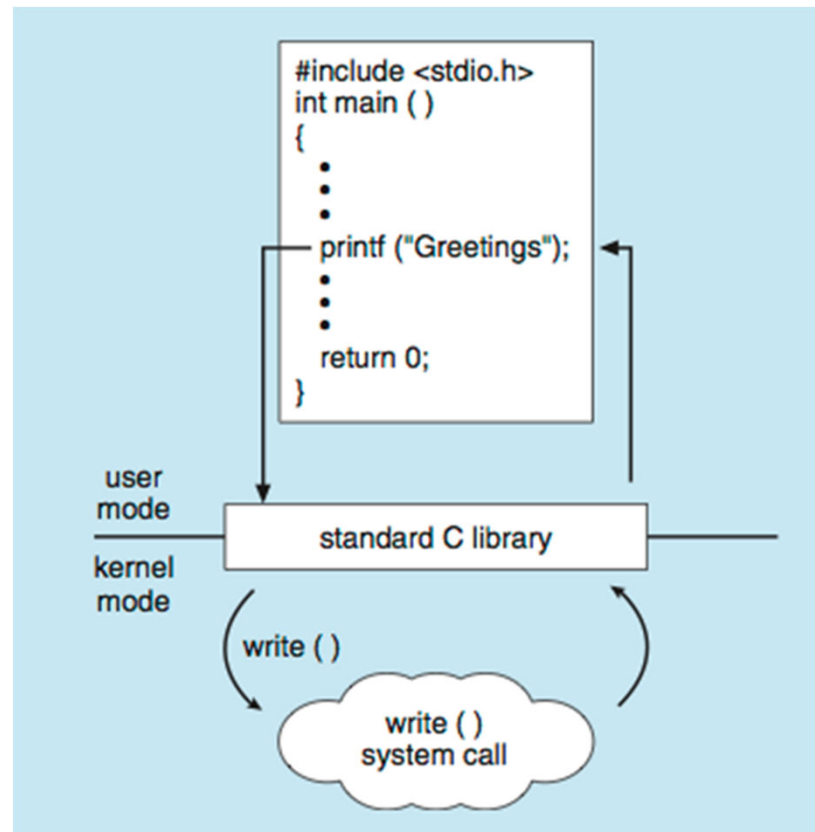 #include <stdio.h>
int main ( )
{
•
•
•
printf ("Greetings");
•
•
•
return 0;
}
user
mode
standard C library
kernel
mode
write ( )
write ( )
system call